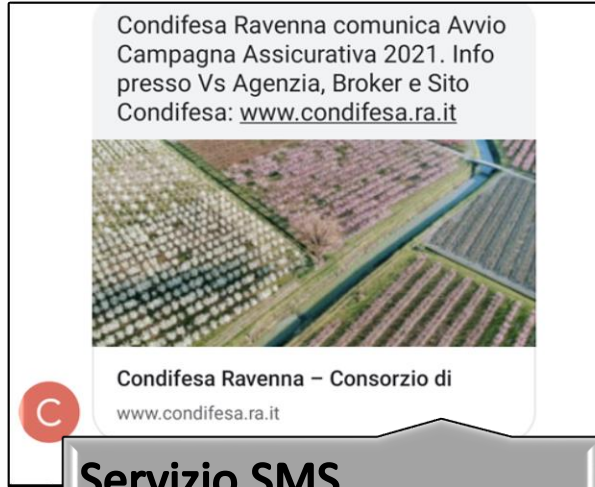 Condifesa Ravenna comunica Avvio
Campagna Assicurativa 2021. Info
presso Vs Agenzia, Broker e Sito
Condifesa: www.condifesa.ra.it
Condifesa Ravenna – Consorzio di
www.condifesa.ra.it
C
Servizio SMS